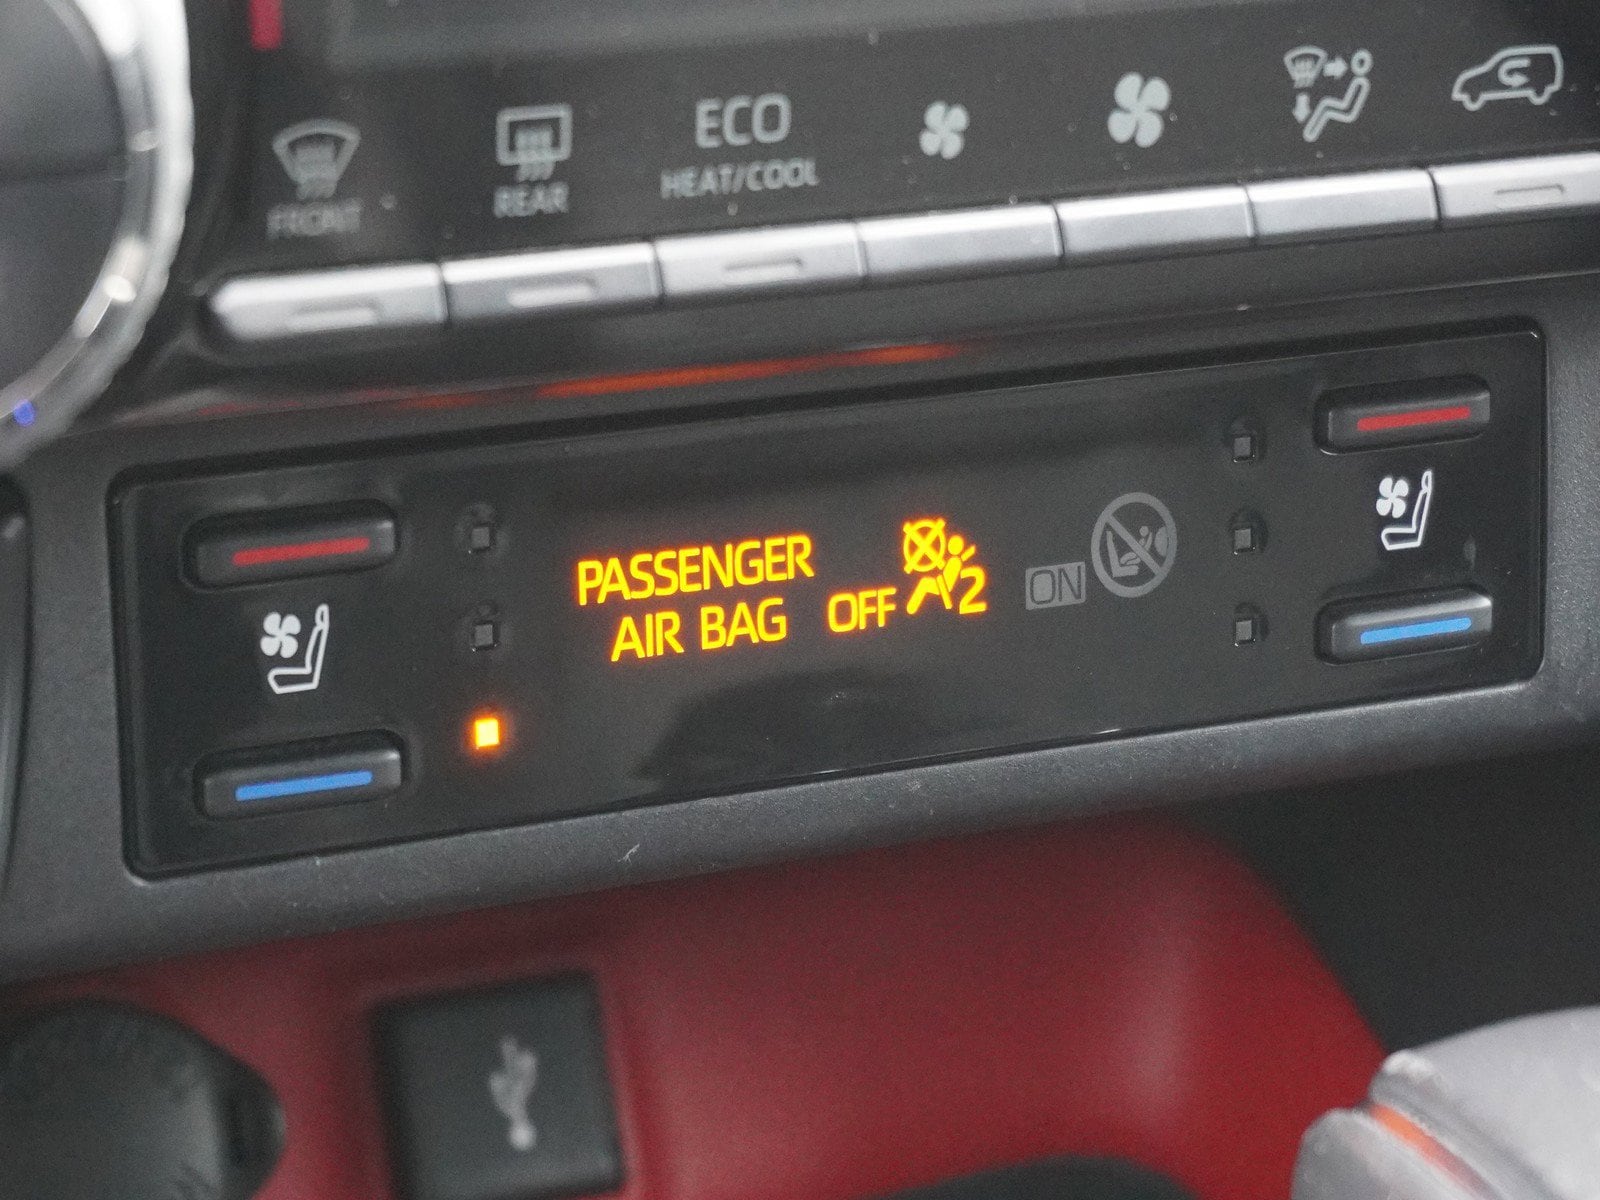 FRONT
REAR
ECO
HEAT/COOL
PASSENGER
AIR BAG OFF 2 ON